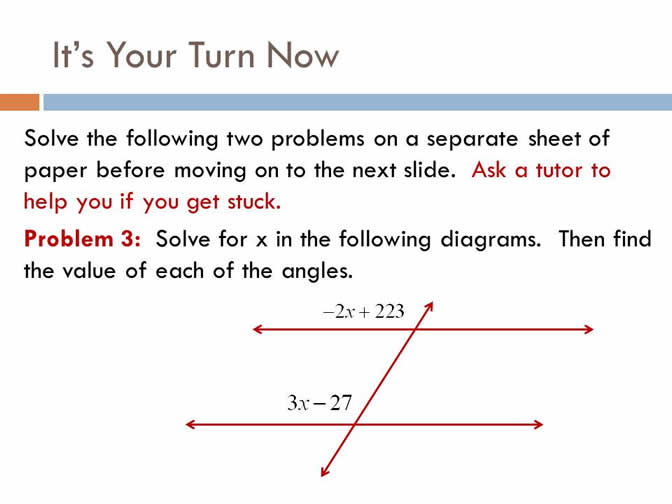 It's Your Turn Now
Solve the following two problems on a separate sheet of
paper before moving on to the next slide. Ask a tutor to
help you if you get stuck.
Problem 3: Solve for x in the following diagrams. Then find
the value of each of the angles.
−2x + 223
3x − 27